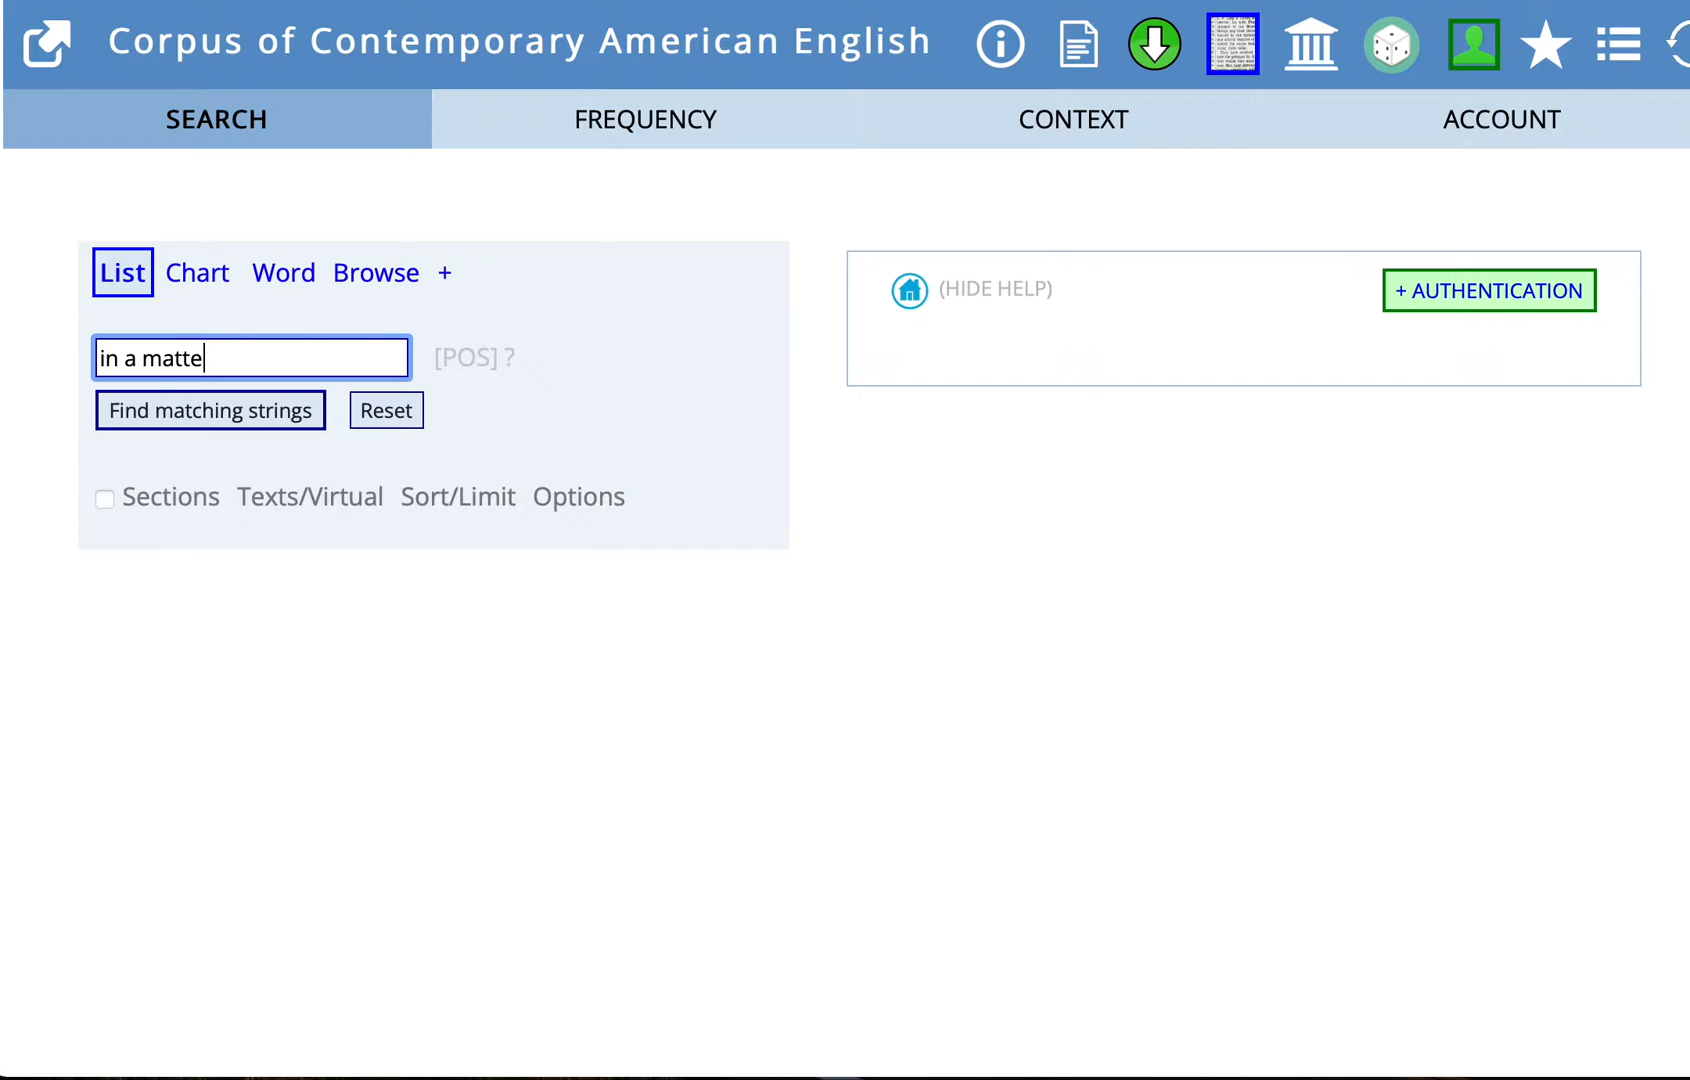 Corpus of Contemporary American English
SEARCH FREQUENCY CONTEXT ACCOUNT
List Chart Word Browse +
in a matte [POS] ?
Find matching strings Reset
Sections Texts/Virtual Sort/Limit Options
(HIDE HELP) + AUTHENTICATION